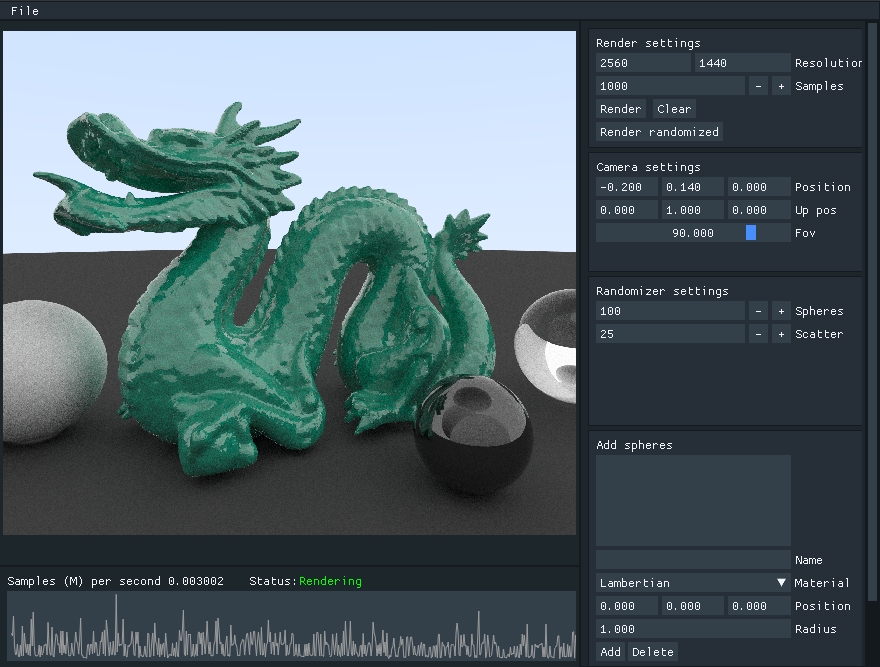 File
Render settings
2560 1440 Resolution
1000 - + Samples
Render Clear
Render randomized
Camera settings
-0.200 0.140 0.000 Position
0.000 1.000 0.000 Up pos
90.000 Fov
Randomizer settings
100 - + Spheres
25 - + Scatter
Add spheres
Name
Lambertian Material
0.000 0.000 0.000 Position
1.000 Radius
Add Delete
Samples (M) per second 0.003002 Status:Rendering